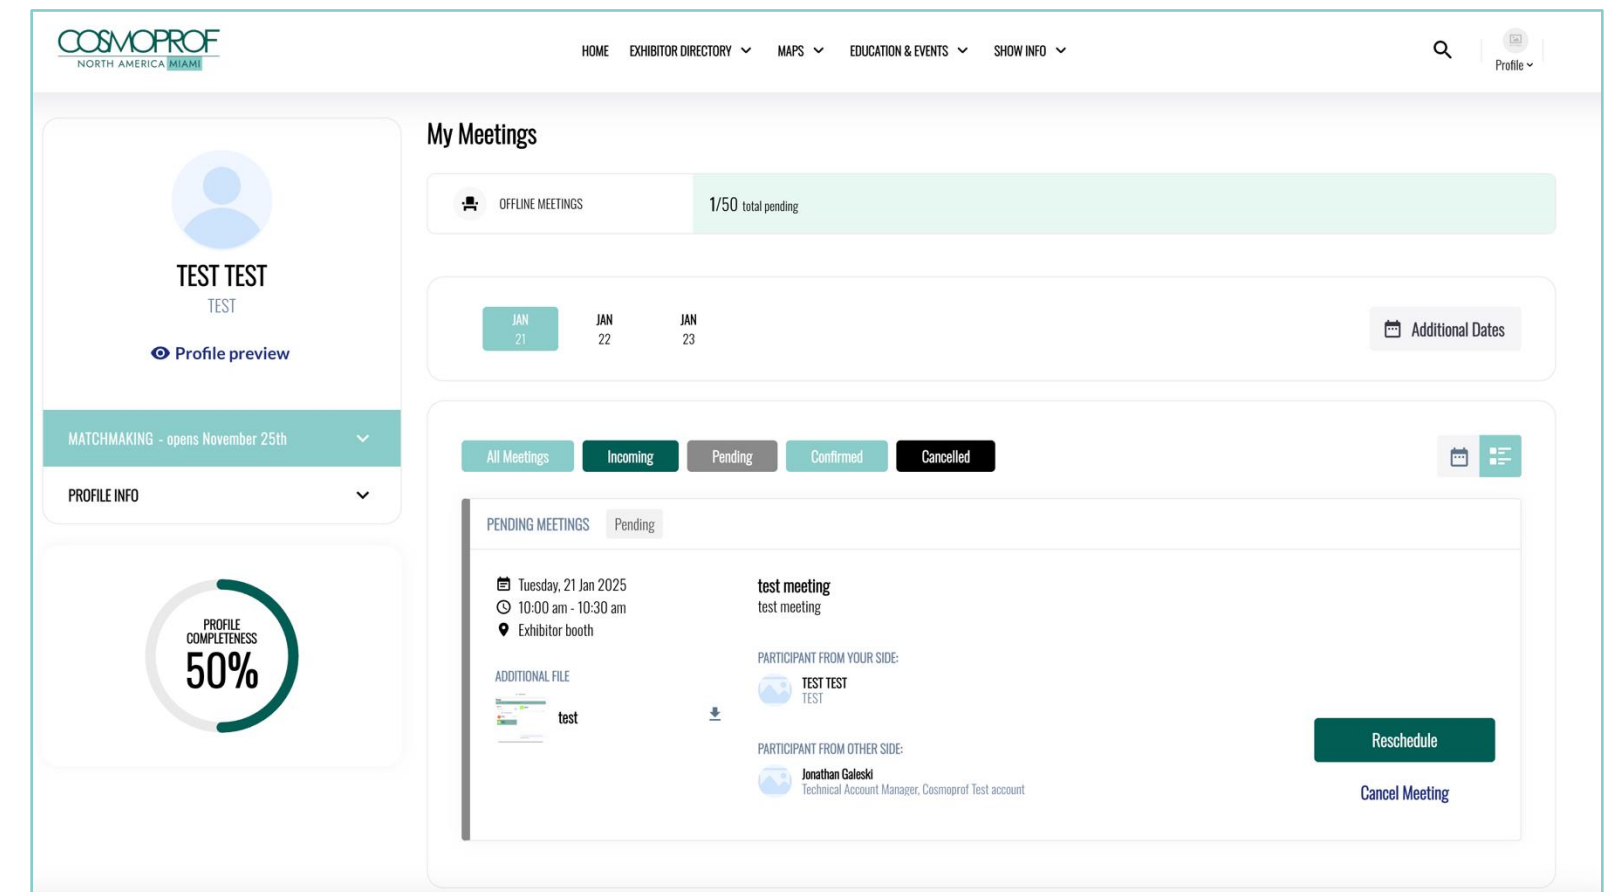 COSMOPROF
NORTH AMERICA MIAMI
HOME EXHIBITOR DIRECTORY MAPS EDUCATION & EVENTS SHOW INFO
Profile
TEST TEST
TEST
Profile preview
MATCHMAKING - opens November 25th
PROFILE INFO
PROFILE
COMPLETENESS
50%
My Meetings
OFFLINE MEETINGS 1/50 total pending
JAN JAN JAN
21 22 23
Additional Dates
All Meetings Incoming Pending Confirmed Cancelled
PENDING MEETINGS Pending
Tuesday, 21 Jan 2025
10:00 am - 10:30 am
Exhibitor booth
ADDITIONAL FILE
test
test meeting
test meeting
PARTICIPANT FROM YOUR SIDE:
TEST TEST
TEST
PARTICIPANT FROM OTHER SIDE:
Jonathan Galeski
Technical Account Manager, Cosmoprof Test account
Reschedule
Cancel Meeting